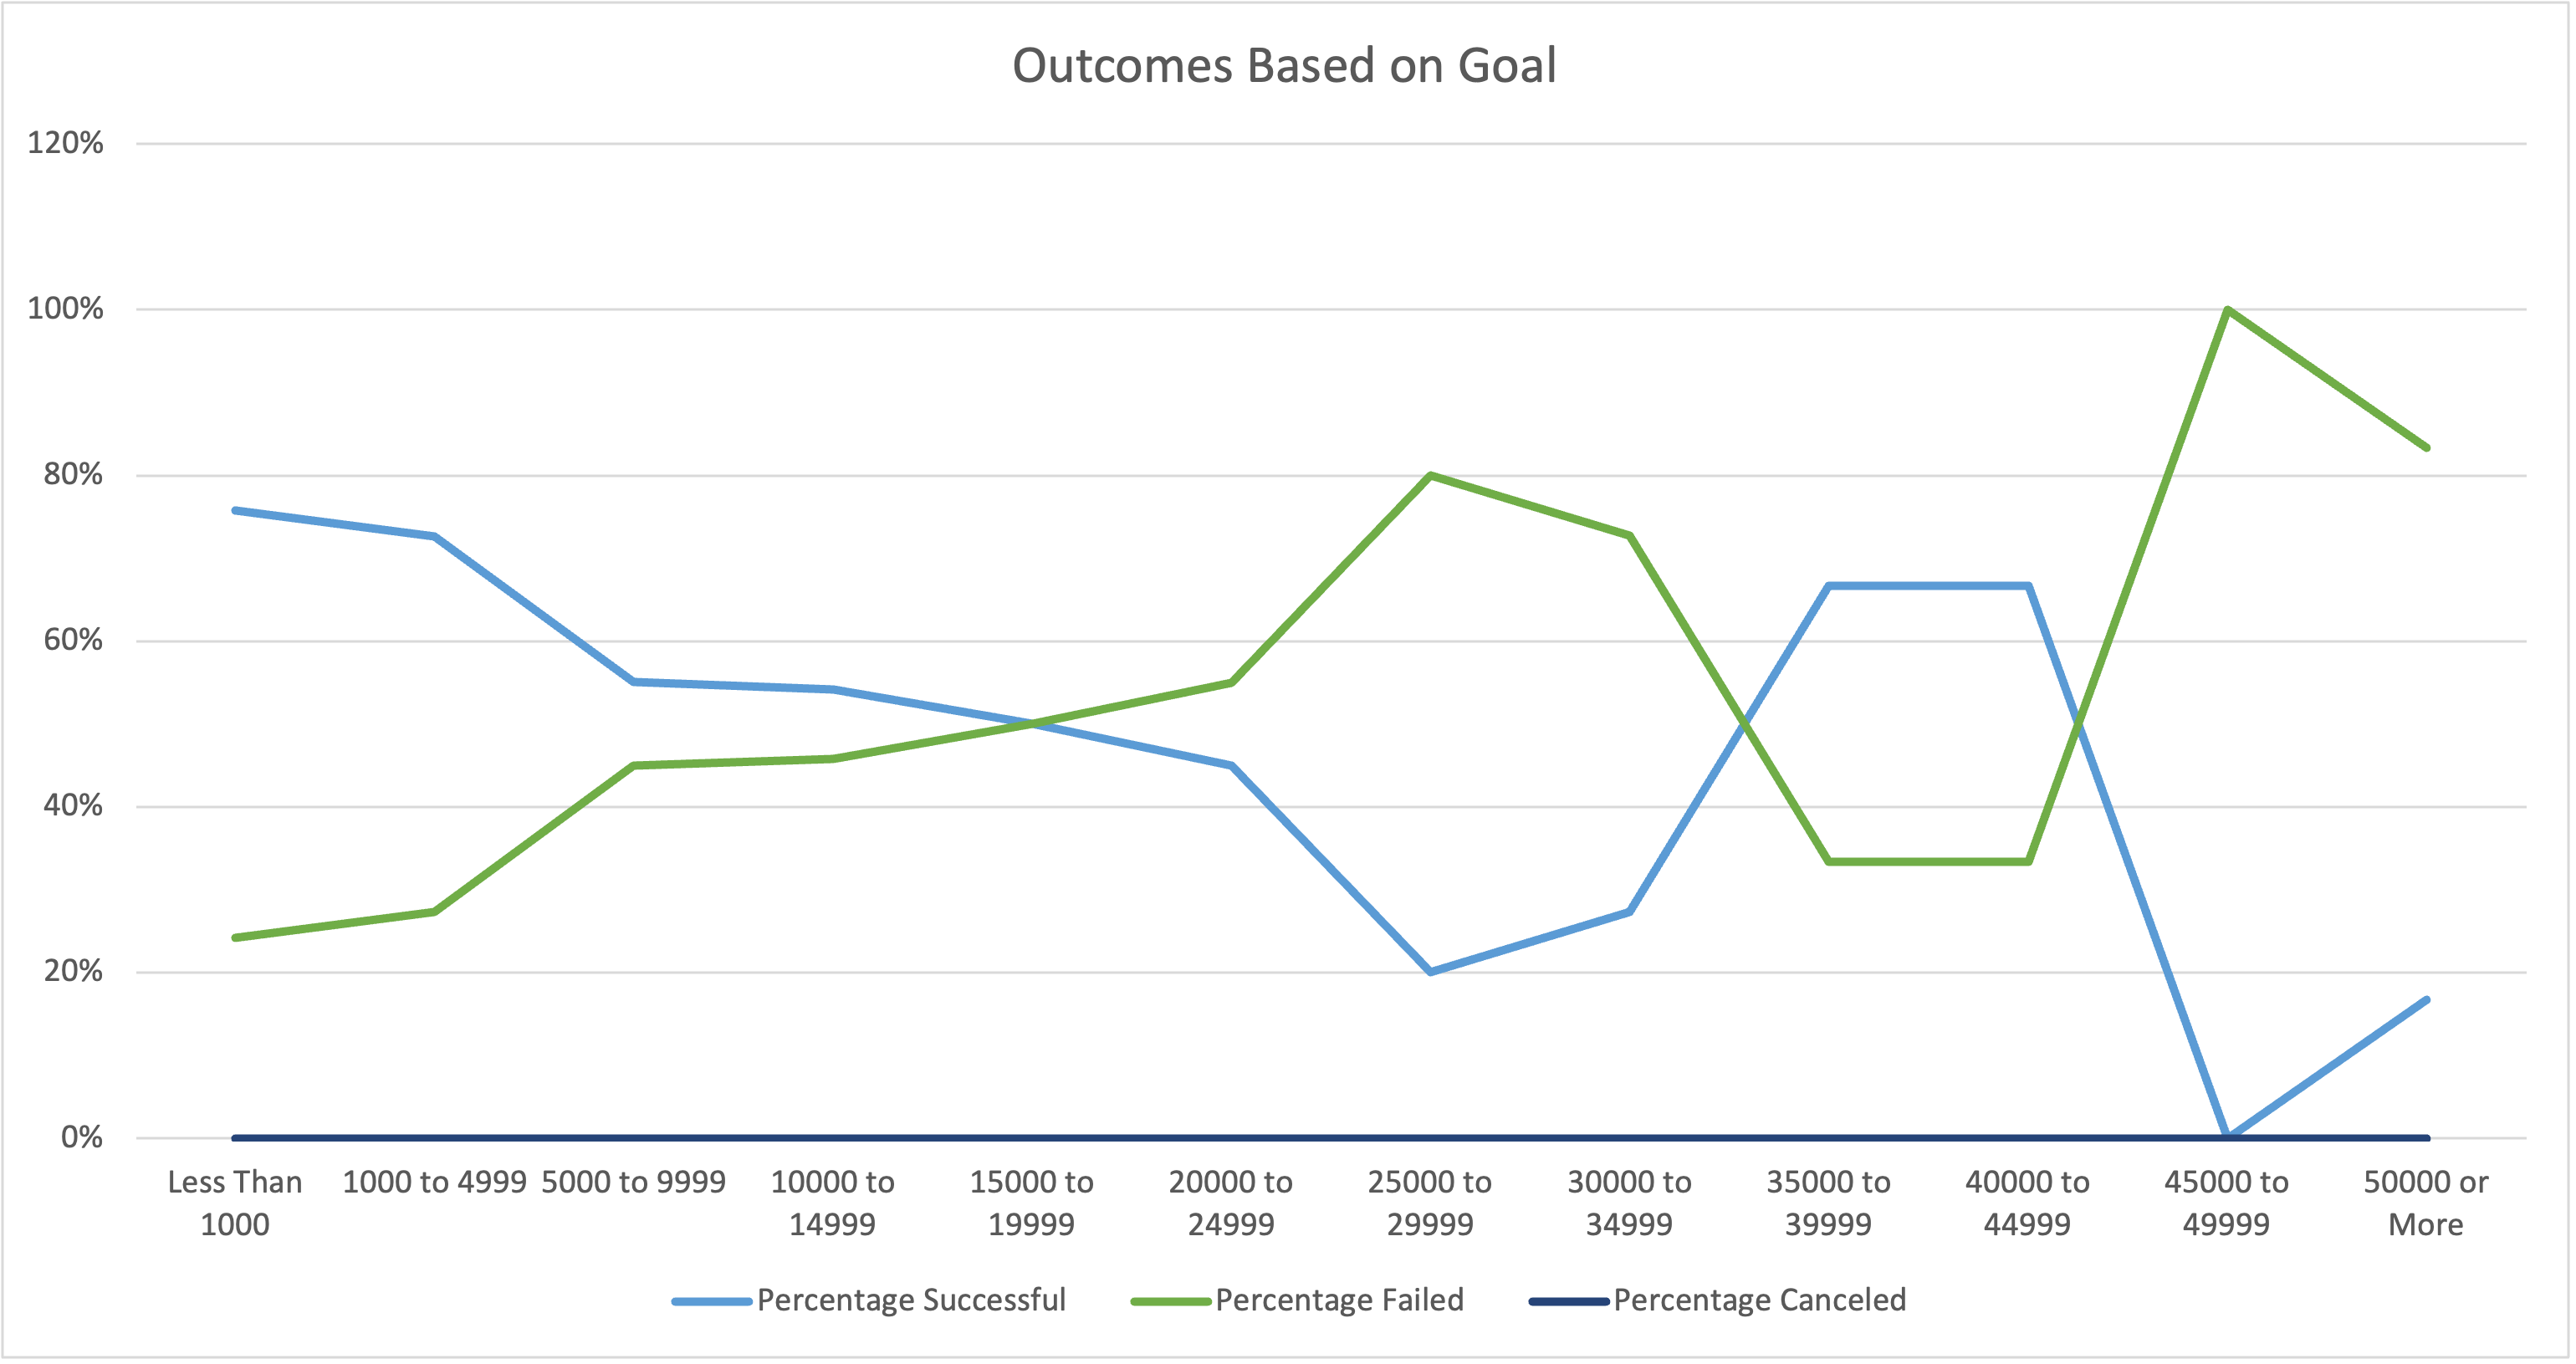 Outcomes Based on Goal
120%
100%
80%
60%
40%
20%
0%
Less Than
1000
1000 to 4999
5000 to 9999
10000 to
14999
15000 to
19999
20000 to
24999
25000 to
29999
30000 to
34999
35000 to
39999
40000 to
44999
45000 to
49999
50000 or
More
Percentage Successful
Percentage Failed
Percentage Canceled